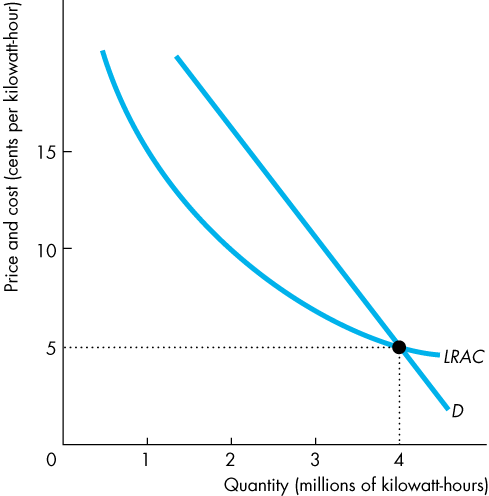 Price and cost (cents per kilowatt-hour)
15
10
5
0
1
2
3
4
LRAC
D
Quantity (millions of kilowatt-hours)